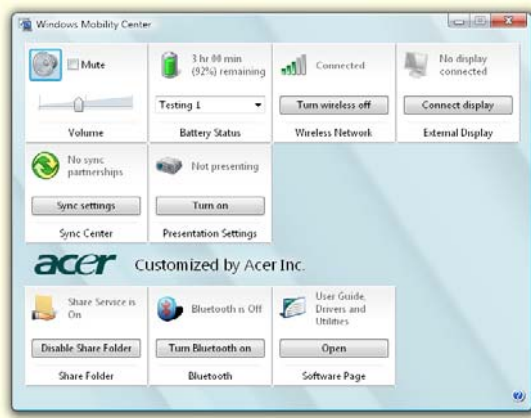 Windows Mobility Center
Mute
Volume
3 hr 00 min
(92%) remaining
Testing 1
Battery Status
Connected
Turn wireless off
Wireless Network
No display
connected
Connect display
External Display
No sync
partnerships
Sync settings
Sync Center
Not presenting
Turn on
Presentation Settings
acer Customized by Acer Inc.
Share Service is
On
Disable Share Folder
Share Folder
Bluetooth is Off
Turn Bluetooth on
Bluetooth
User Guide,
Drivers and
Utilities
Open
Software Page